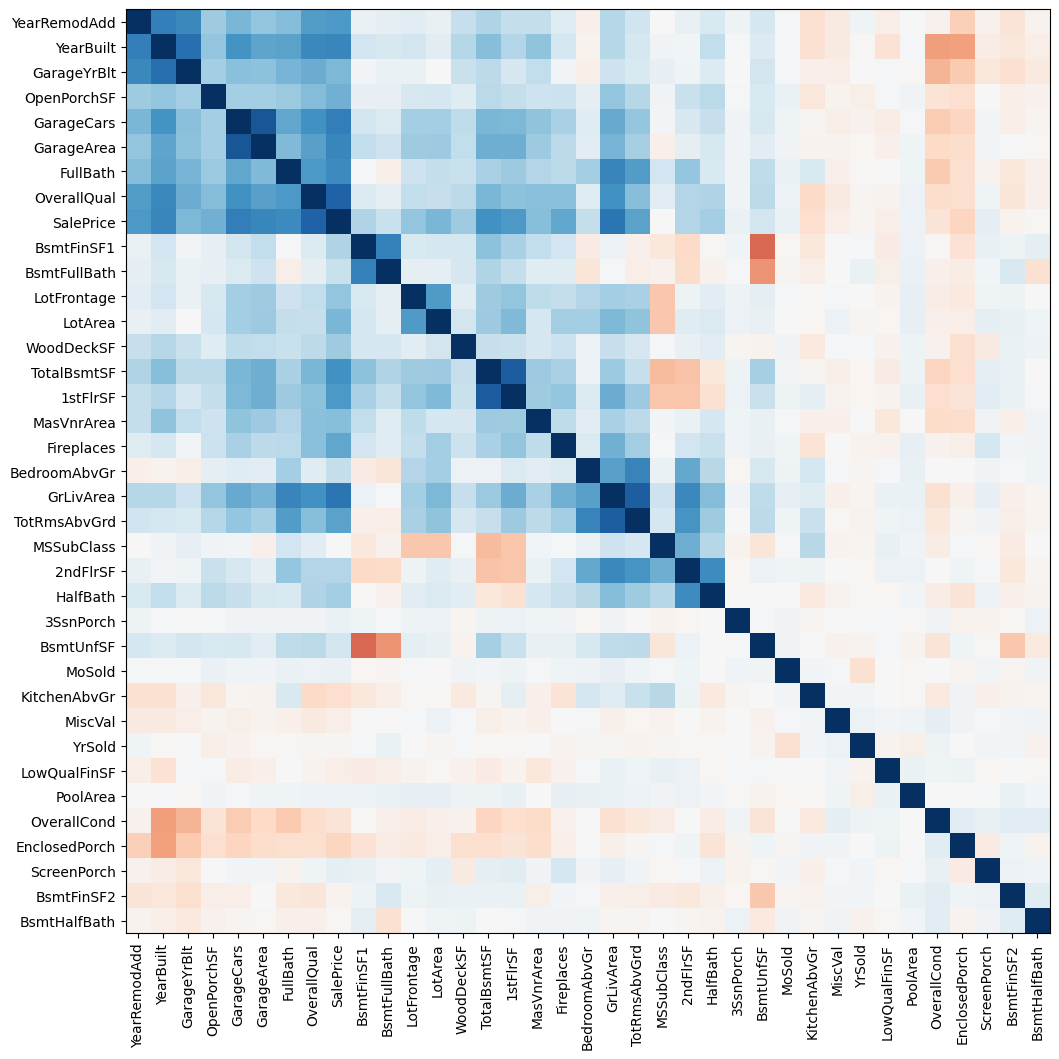 YearRemodAdd
YearBuilt
GarageYrBlt
OpenPorchSF
GarageCars
GarageArea
FullBath
OverallQual
SalePrice
BsmtFinSF1
BsmtFullBath
LotFrontage
LotArea
WoodDeckSF
TotalBsmtSF
1stFlrSF
MasVnrArea
Fireplaces
BedroomAbvGr
GrLivArea
TotRmsAbvGrd
MSSubClass
2ndFlrSF
HalfBath
3SsnPorch
BsmtUnfSF
MoSold
KitchenAbvGr
MiscVal
YrSold
LowQualFinSF
PoolArea
OverallCond
EnclosedPorch
ScreenPorch
BsmtFinSF2
BsmtHalfBath
YearRemodAdd
YearBuilt
GarageYrBlt
OpenPorchSF
GarageCars
GarageArea
FullBath
OverallQual
SalePrice
BsmtFinSF1
BsmtFullBath
LotFrontage
LotArea
WoodDeckSF
TotalBsmtSF
1stFlrSF
MasVnrArea
Fireplaces
BedroomAbvGr
GrLivArea
TotRmsAbvGrd
MSSubClass
2ndFlrSF
HalfBath
3SsnPorch
BsmtUnfSF
MoSold
KitchenAbvGr
MiscVal
YrSold
LowQualFinSF
PoolArea
OverallCond
EnclosedPorch
ScreenPorch
BsmtFinSF2
BsmtHalfBath